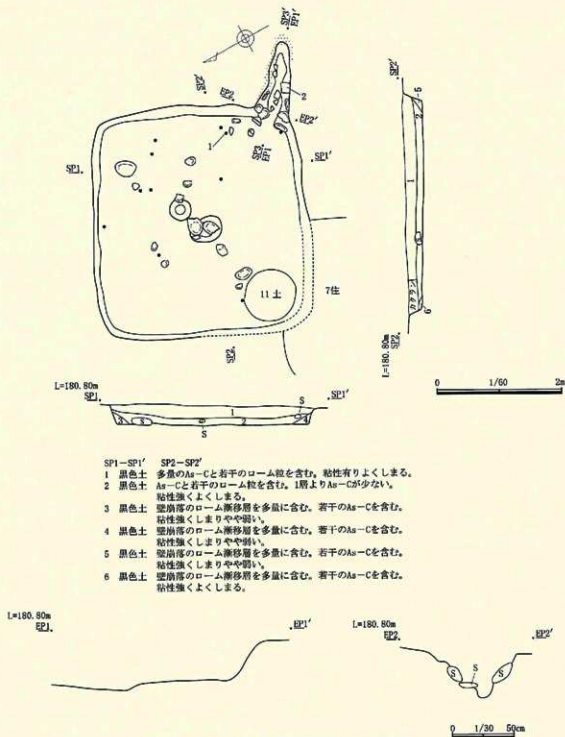 SP3'
EP1'
SP2'
EP2
2
EP2'
1
SP3
EP1
SP1
SP1'
11土
7住
SP2
SP2'
5
2
1
カクラン
6
L=180.80m
SP2
0 1/60 2m
L=180.80m
SP1
SP1'
S
1
3
S
2
4
S
SP1-SP1' SP2-SP2'
1 黒色土 多量のAs-Cと若干のローム粒を含む。粘性有りよくしまる。
2 黒色土 As-Cと若干のローム粒を含む。1層よりAs-Cが少ない。
粘性強くよくしまる。
3 黒色土 壁崩落のローム漸移層を多量に含む。若干のAs-Cを含む。
粘性強くしまりやや弱い。
4 黒色土 壁崩落のローム漸移層を多量に含む。若干のAs-Cを含む。
粘性強くしまりやや弱い。
5 黒色土 壁崩落のローム漸移層を多量に含む。若干のAs-Cを含む。
粘性強くしまりやや弱い。
6 黒色土 壁崩落のローム漸移層を多量に含む。若干のAs-Cを含む。
粘性強くよくしまる。
L=180.80m
EP1
EP1'
L=180.80m
EP2
EP2'
S
S
S
0 1/30 50cm